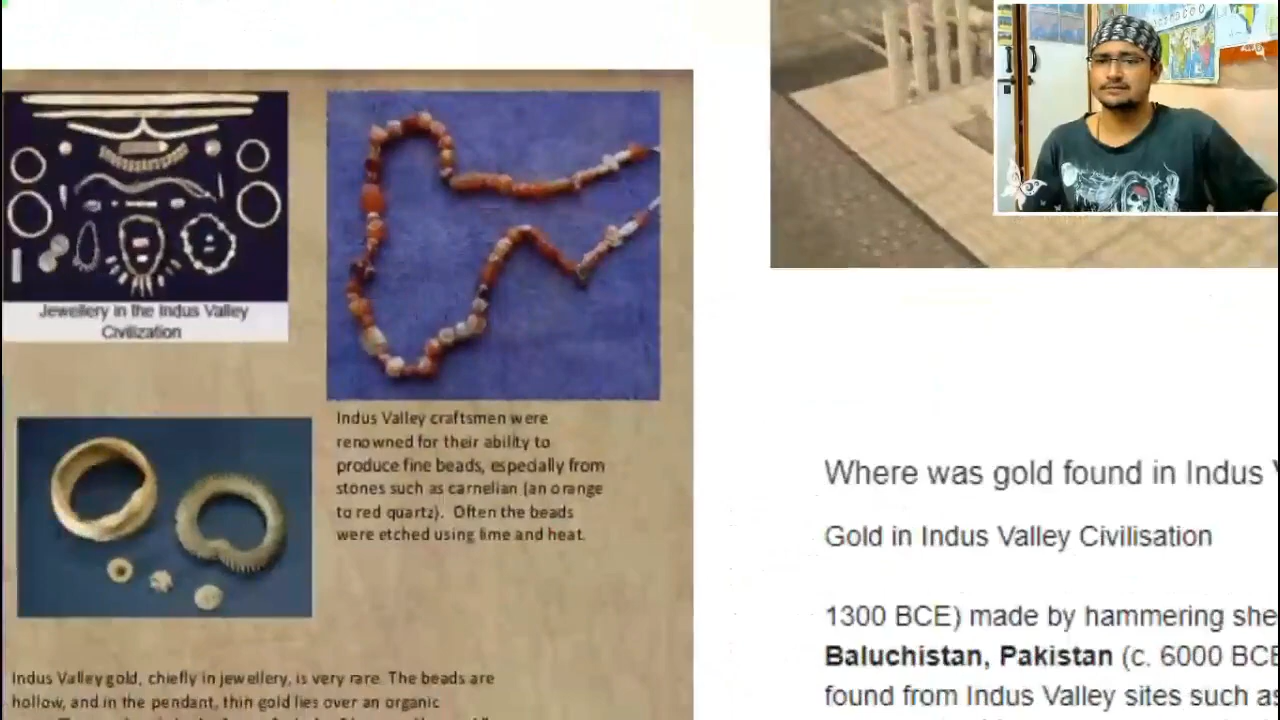 Jewellery in the Indus Valley
Civilization
Indus Valley craftsmen were
renowned for their ability to
produce fine beads, especially from
stones such as carnelian (an orange
to red quartz). Often the beads
were etched using lime and heat.
Indus Valley gold, chiefly in jewellery, is very rare. The beads are
hollow, and in the pendant, thin gold lies over an organic
Where was gold found in Indus
Gold in Indus Valley Civilisation
1300 BCE) made by hammering she
Baluchistan, Pakistan (c. 6000 BCE
found from Indus Valley sites such as